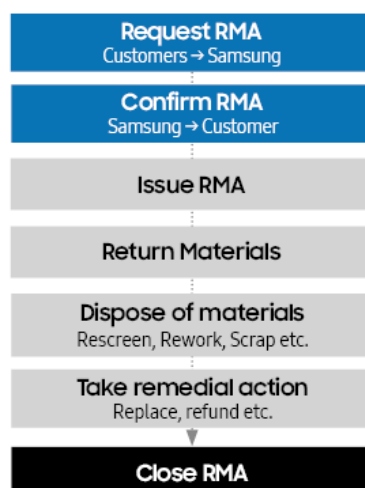 Request RMA
Customers → Samsung
Confirm RMA
Samsung → Customer
Issue RMA
Return Materials
Dispose of materials
Rescreen, Rework, Scrap etc.
Take remedial action
Replace, refund etc.
Close RMA